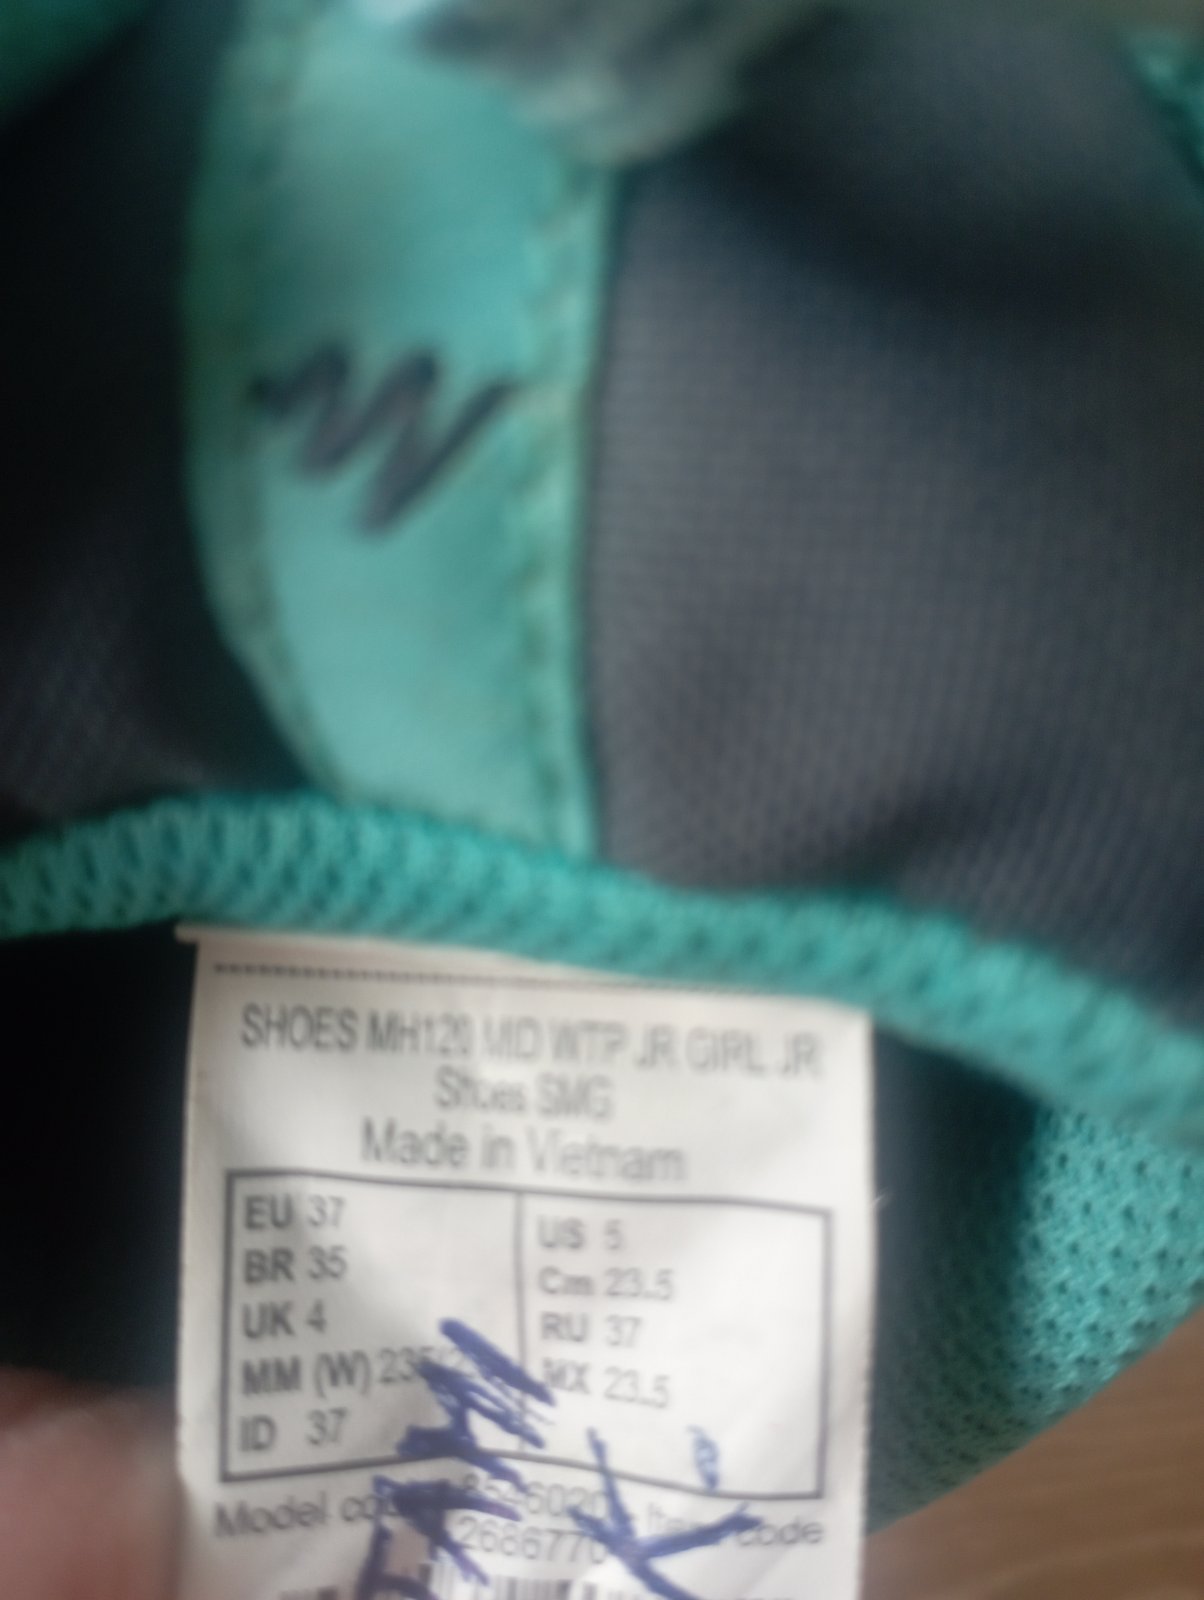 SHOES MH120 MID WTP JR GIRL JR
Shoes SMG
Made in Vietnam
EU 37
BR 35
UK 4
MM (W)
ID 37
US 5
Cm 23.5
RU 37
MX 23.5
Model code